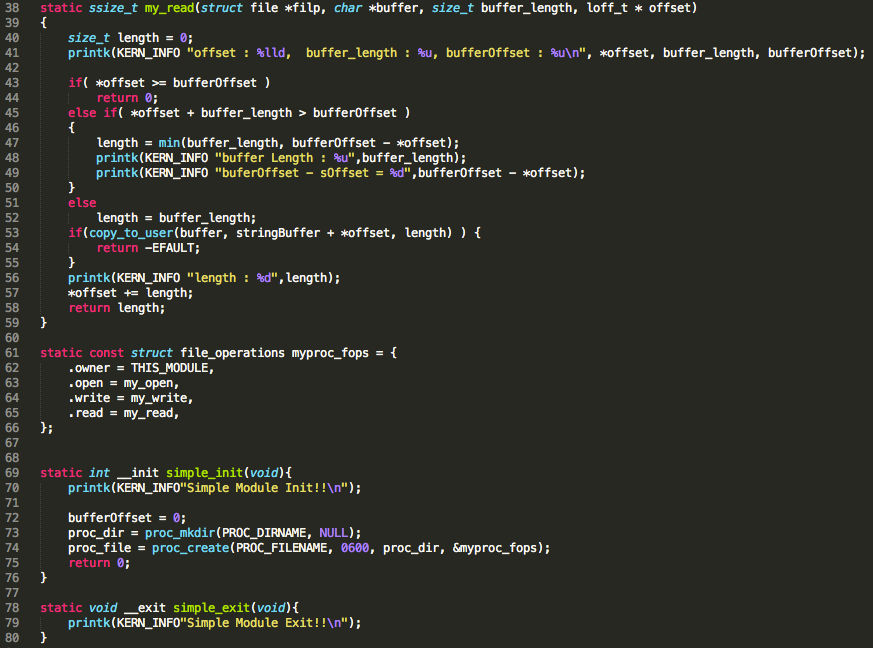 38 static ssize_t my_read(struct file *filp, char *buffer, size_t buffer_length, loff_t * offset)
39 {
40     size_t length = 0;
41     printk(KERN_INFO "offset : %lld,  buffer_length : %u, bufferOffset : %u\n", *offset, buffer_length, bufferOffset);
42
43     if( *offset >= bufferOffset )
44         return 0;
45     else if( *offset + buffer_length > bufferOffset )
46     {
47         length = min(buffer_length, bufferOffset - *offset);
48         printk(KERN_INFO "buffer Length : %u",buffer_length);
49         printk(KERN_INFO "buferOffset - sOffset = %d",bufferOffset - *offset);
50     }
51     else
52         length = buffer_length;
53     if(copy_to_user(buffer, stringBuffer + *offset, length) ) {
54         return -EFAULT;
55     }
56     printk(KERN_INFO "length : %d",length);
57     *offset += length;
58     return length;
59 }
60
61 static const struct file_operations myproc_fops = {
62     .owner = THIS_MODULE,
63     .open = my_open,
64     .write = my_write,
65     .read = my_read,
66 };
67
68
69 static int __init simple_init(void){
70     printk(KERN_INFO"Simple Module Init!!\n");
71
72     bufferOffset = 0;
73     proc_dir = proc_mkdir(PROC_DIRNAME, NULL);
74     proc_file = proc_create(PROC_FILENAME, 0600, proc_dir, &myproc_fops);
75     return 0;
76 }
77
78 static void __exit simple_exit(void){
79     printk(KERN_INFO"Simple Module Exit!!\n");
80 }